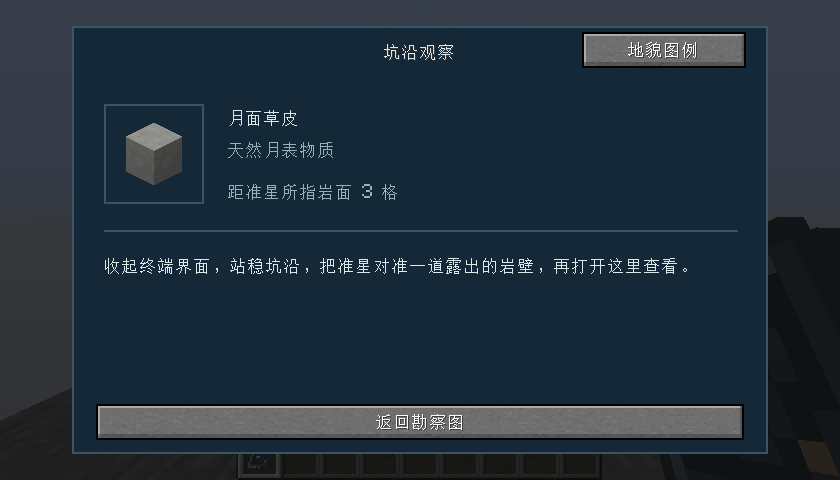 坑沿观察
地貌图例
月面草皮
天然月表物质
距准星所指岩面 3 格
收起终端界面，站稳坑沿，把准星对准一道露出的岩壁，再打开这里查看。
返回勘察图